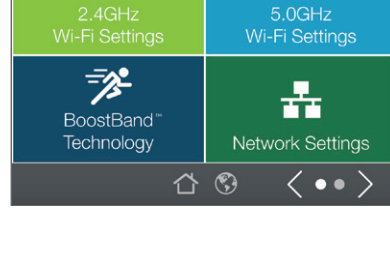 2.4GHz
Wi-Fi Settings
5.0GHz
Wi-Fi Settings
BoostBand™
Technology
Network Settings